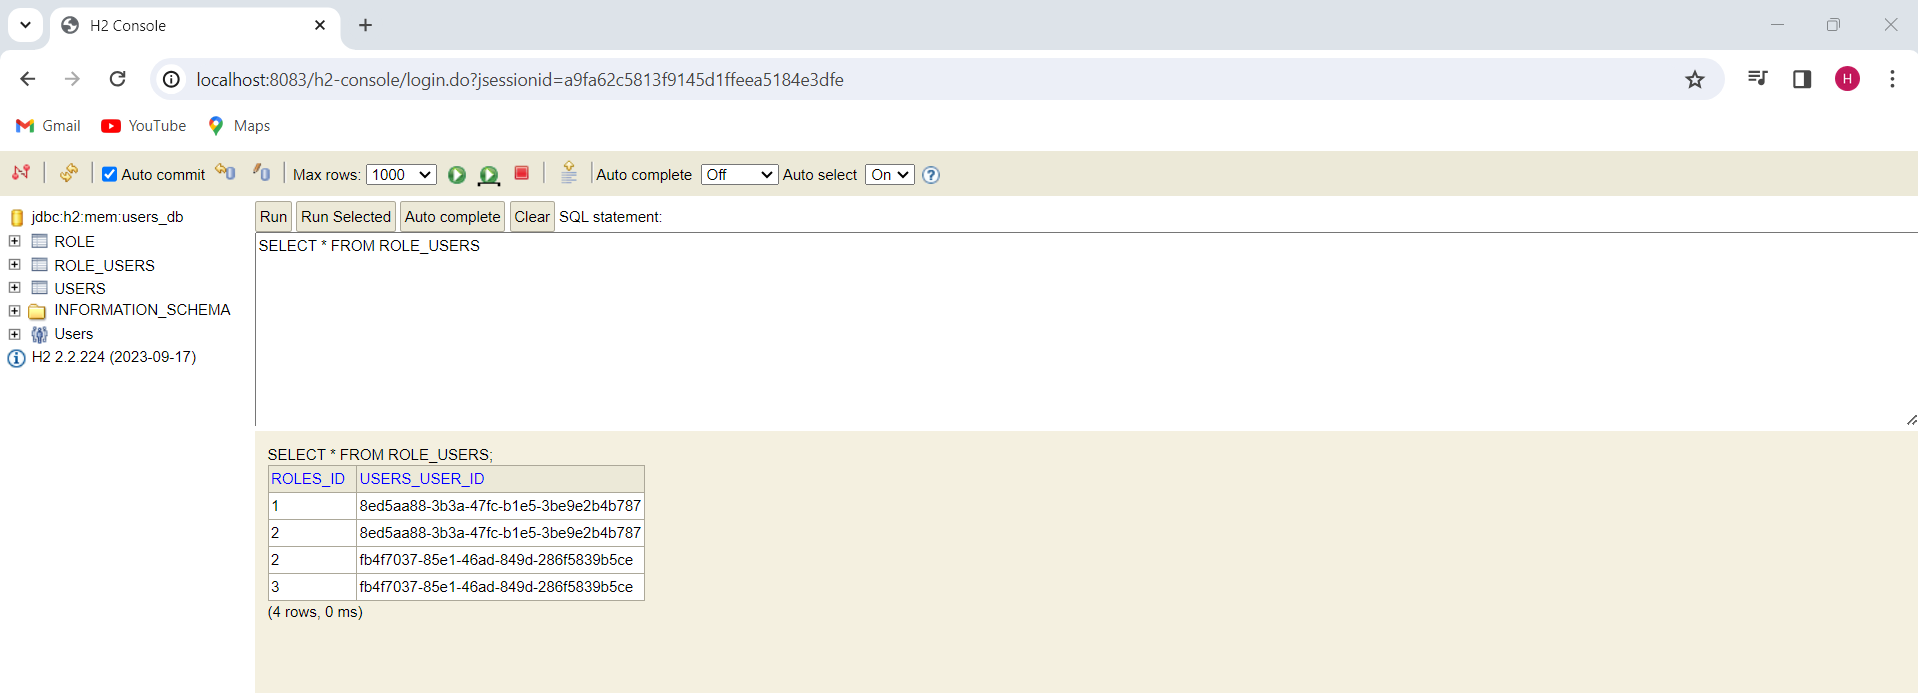 H2 Console
localhost:8083/h2-console/login.do?jsessionid=a9fa62c5813f9145d1ffeea5184e3dfe
H
Gmail YouTube Maps
Auto commit Max rows: 1000 Auto complete Off Auto select On ?
jdbc:h2:mem:users_db
ROLE
ROLE_USERS
USERS
INFORMATION_SCHEMA
Users
H2 2.2.224 (2023-09-17)
Run Run Selected Auto complete Clear SQL statement:
SELECT * FROM ROLE_USERS
SELECT * FROM ROLE_USERS;
ROLES_ID USERS_USER_ID
1 8ed5aa88-3b3a-47fc-b1e5-3be9e2b4b787
2 8ed5aa88-3b3a-47fc-b1e5-3be9e2b4b787
2 fb4f7037-85e1-46ad-849d-286f5839b5ce
3 fb4f7037-85e1-46ad-849d-286f5839b5ce
(4 rows, 0 ms)